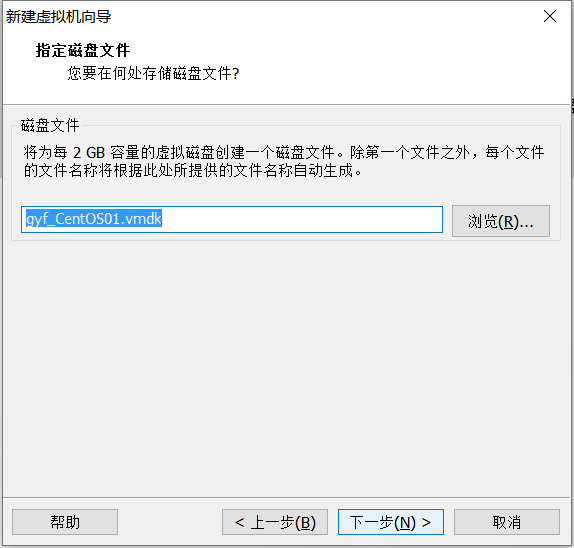 新建虚拟机向导
指定磁盘文件
您要在何处存储磁盘文件?
磁盘文件
将为每 2 GB 容量的虚拟磁盘创建一个磁盘文件。除第一个文件之外，每个文件
的文件名称将根据此处所提供的文件名称自动生成。
gyf_CentOS01.vmdk
浏览(R)...
帮助
< 上一步(B)
下一步(N) >
取消